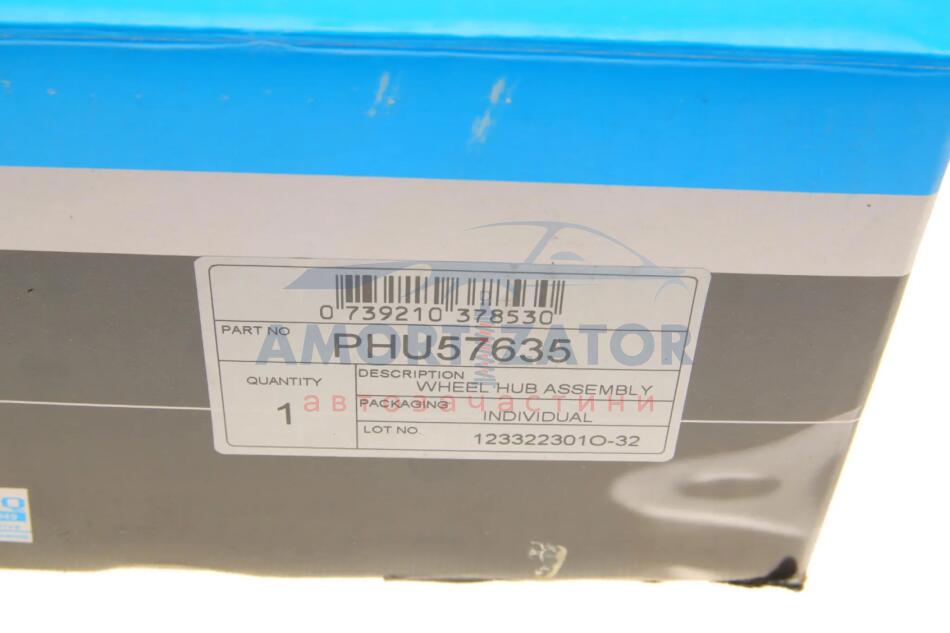 0 739210 378530
PART NO
PHU57635
AMORTIZATOR
QUANTITY
1
DESCRIPTION
WHEEL HUB ASSEMBLY
автозапчастини
PACKAGING
INDIVIDUAL
LOT NO.
123322301O-32